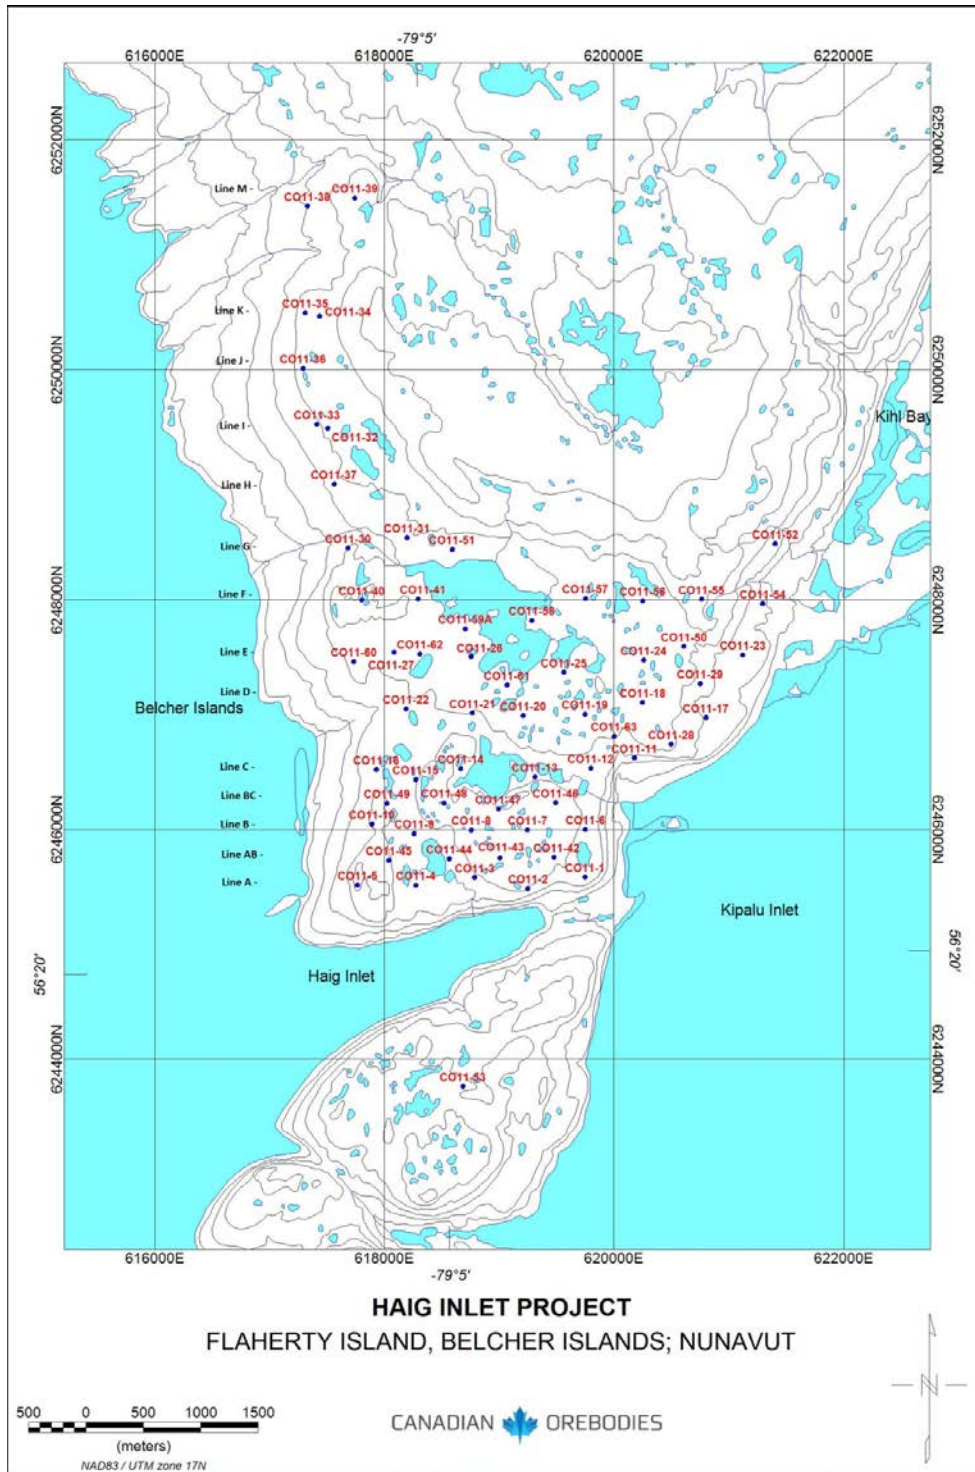 -79°5'
616000E 618000E 620000E 622000E
6252000N 6252000N
Line M -
CO11-38 CO11-39
Line K -
CO11-35
CO11-34
6250000N 6250000N
Line J -
CO11-36
Kihl Bay
Line I -
CO11-33
CO11-32
Line H -
CO11-37
Line G -
CO11-30 CO11-31 CO11-51 CO11-52
6248000N 6248000N
Line F -
CO11-40 CO11-41 CO11-57 CO11-56 CO11-55 CO11-54
CO11-58
CO11-59A
CO11-50
Line E -
CO11-60 CO11-62 CO11-26 CO11-24 CO11-23
CO11-27 CO11-25
Line D -
CO11-61 CO11-29
CO11-22 CO11-21 CO11-20 CO11-19 CO11-18 CO11-17
Belcher Islands
CO11-63 CO11-28
Line C -
CO11-16 CO11-15 CO11-14 CO11-13 CO11-12 CO11-11
Line BC -
CO11-49 CO11-48 CO11-47 CO11-46
Line B -
CO11-10 CO11-9 CO11-8 CO11-7 CO11-6
6246000N 6246000N
Line AB -
CO11-45 CO11-44 CO11-43 CO11-42
Line A -
CO11-5 CO11-4 CO11-3 CO11-2 CO11-1
Kipalu Inlet
56°20' 56°20'
Haig Inlet
6244000N 6244000N
CO11-53
616000E 618000E 620000E 622000E
-79°5'
HAIG INLET PROJECT
FLAHERTY ISLAND, BELCHER ISLANDS; NUNAVUT
N
500 0 500 1000 1500
(meters)
NAD83 / UTM zone 17N
CANADIAN OREBODIES